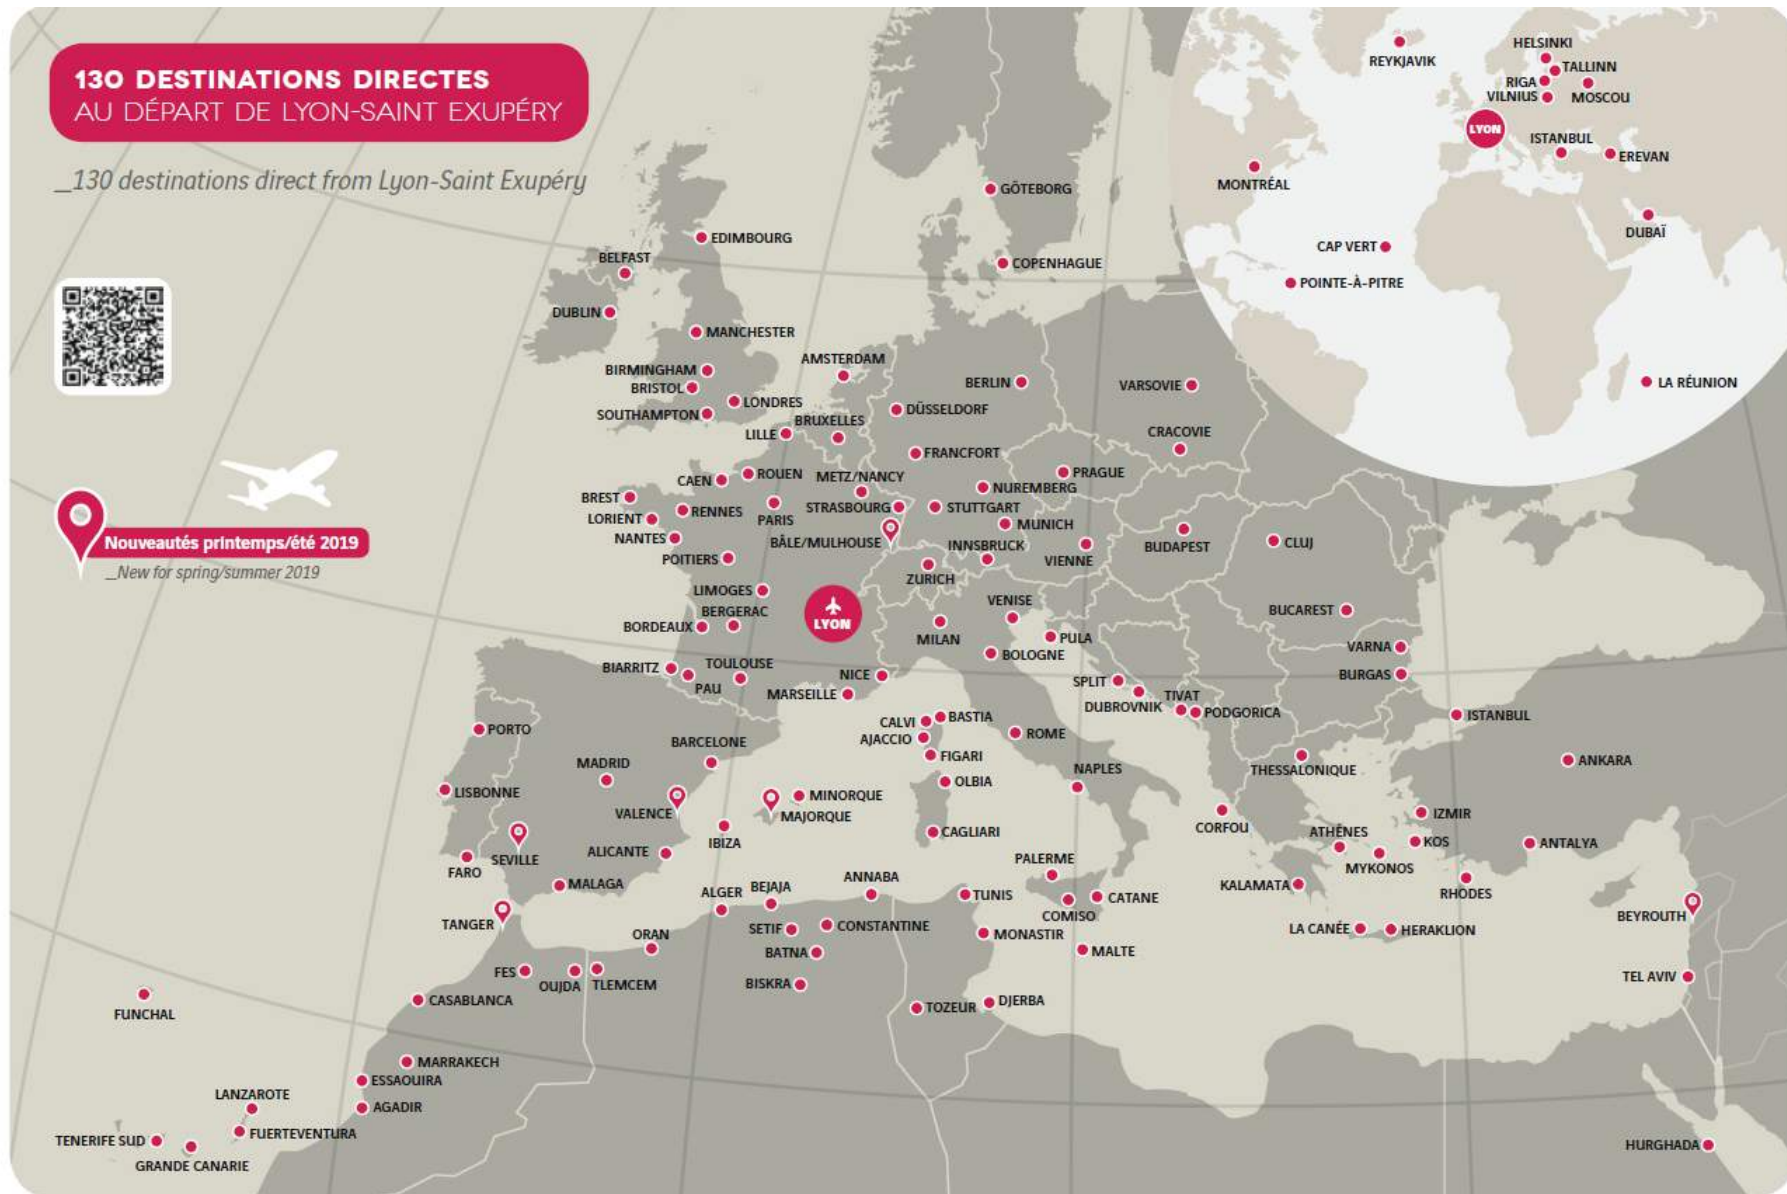 130 DESTINATIONS DIRECTES
AU DÉPART DE LYON-SAINT EXUPÉRY
_130 destinations direct from Lyon-Saint Exupéry
Nouveautés printemps/été 2019
_New for spring/summer 2019
REYKJAVIK
HELSINKI
TALLINN
RIGA
VILNIUS
MOSCOU
LYON
ISTANBUL
EREVAN
MONTRÉAL
DUBAÏ
CAP VERT
POINTE-À-PITRE
LA RÉUNION
GÖTEBORG
EDIMBOURG
BELFAST
COPENHAGUE
DUBLIN
MANCHESTER
AMSTERDAM
BIRMINGHAM
BRISTOL
BERLIN
VARSOVIE
LONDRES
SOUTHAMPTON
DÜSSELDORF
BRUXELLES
LILLE
CRACOVIE
FRANCFORT
ROUEN
METZ/NANCY
PRAGUE
CAEN
NUREMBERG
BREST
RENNES
PARIS
STRASBOURG
STUTTGART
LORIENT
MUNICH
NANTES
BÂLE/MULHOUSE
INNSBRUCK
VIENNE
BUDAPEST
CLUJ
POITIERS
ZURICH
LIMOGES
BERGERAC
VENISE
BUCAREST
LYON
BORDEAUX
MILAN
PULA
BOLOGNE
VARNA
BIARRITZ
TOULOUSE
PAU
NICE
MARSEILLE
SPLIT
BURGAS
DUBROVNIK
TIVAT
PODGORICA
ISTANBUL
CALVI
BASTIA
AJACCIO
PORTO
ROME
BARCELONE
FIGARI
MADRID
NAPLES
THESSALONIQUE
ANKARA
OLBIA
LISBONNE
MINORQUE
VALENCE
MAJORQUE
CORFOU
IZMIR
CAGLIARI
IBIZA
ATHÈNES
KOS
ANTALYA
SEVILLE
ALICANTE
PALERME
MYKONOS
FARO
MALAGA
ALGER
BEJAJA
ANNABA
TUNIS
CATANE
KALAMATA
RHODES
COMISO
TANGER
BEYROUTH
SETIF
CONSTANTINE
LA CANÉE
HERAKLION
ORAN
MONASTIR
BATNA
MALTE
FES
OUJDA
TLEMCEM
BISKRA
TEL AVIV
CASABLANCA
TOZEUR
DJERBA
FUNCHAL
MARRAKECH
ESSAOUIRA
LANZAROTE
AGADIR
FUERTEVENTURA
TENERIFE SUD
GRANDE CANARIE
HURGHADA